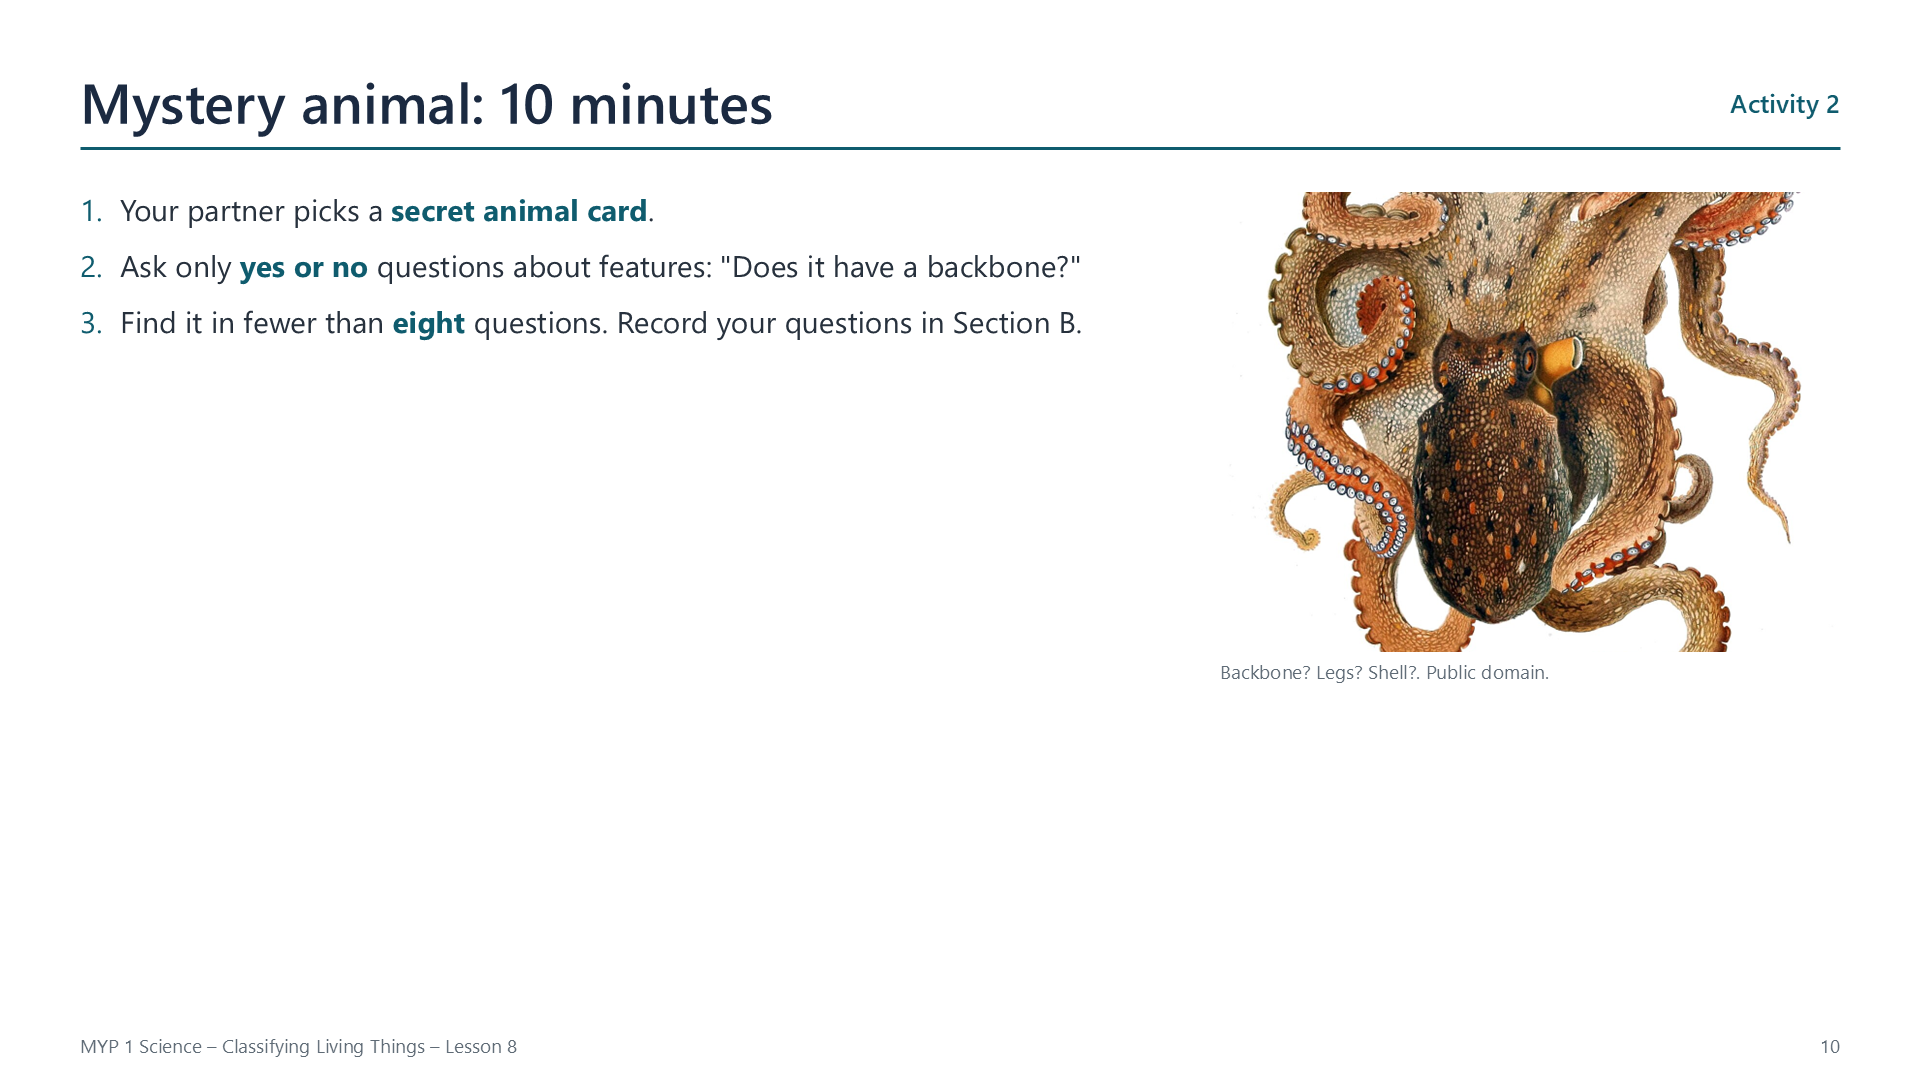 Mystery animal: 10 minutes
Activity 2
1. Your partner picks a secret animal card.
2. Ask only yes or no questions about features: "Does it have a backbone?"
3. Find it in fewer than eight questions. Record your questions in Section B.
Backbone? Legs? Shell?. Public domain.
MYP 1 Science – Classifying Living Things – Lesson 8
10